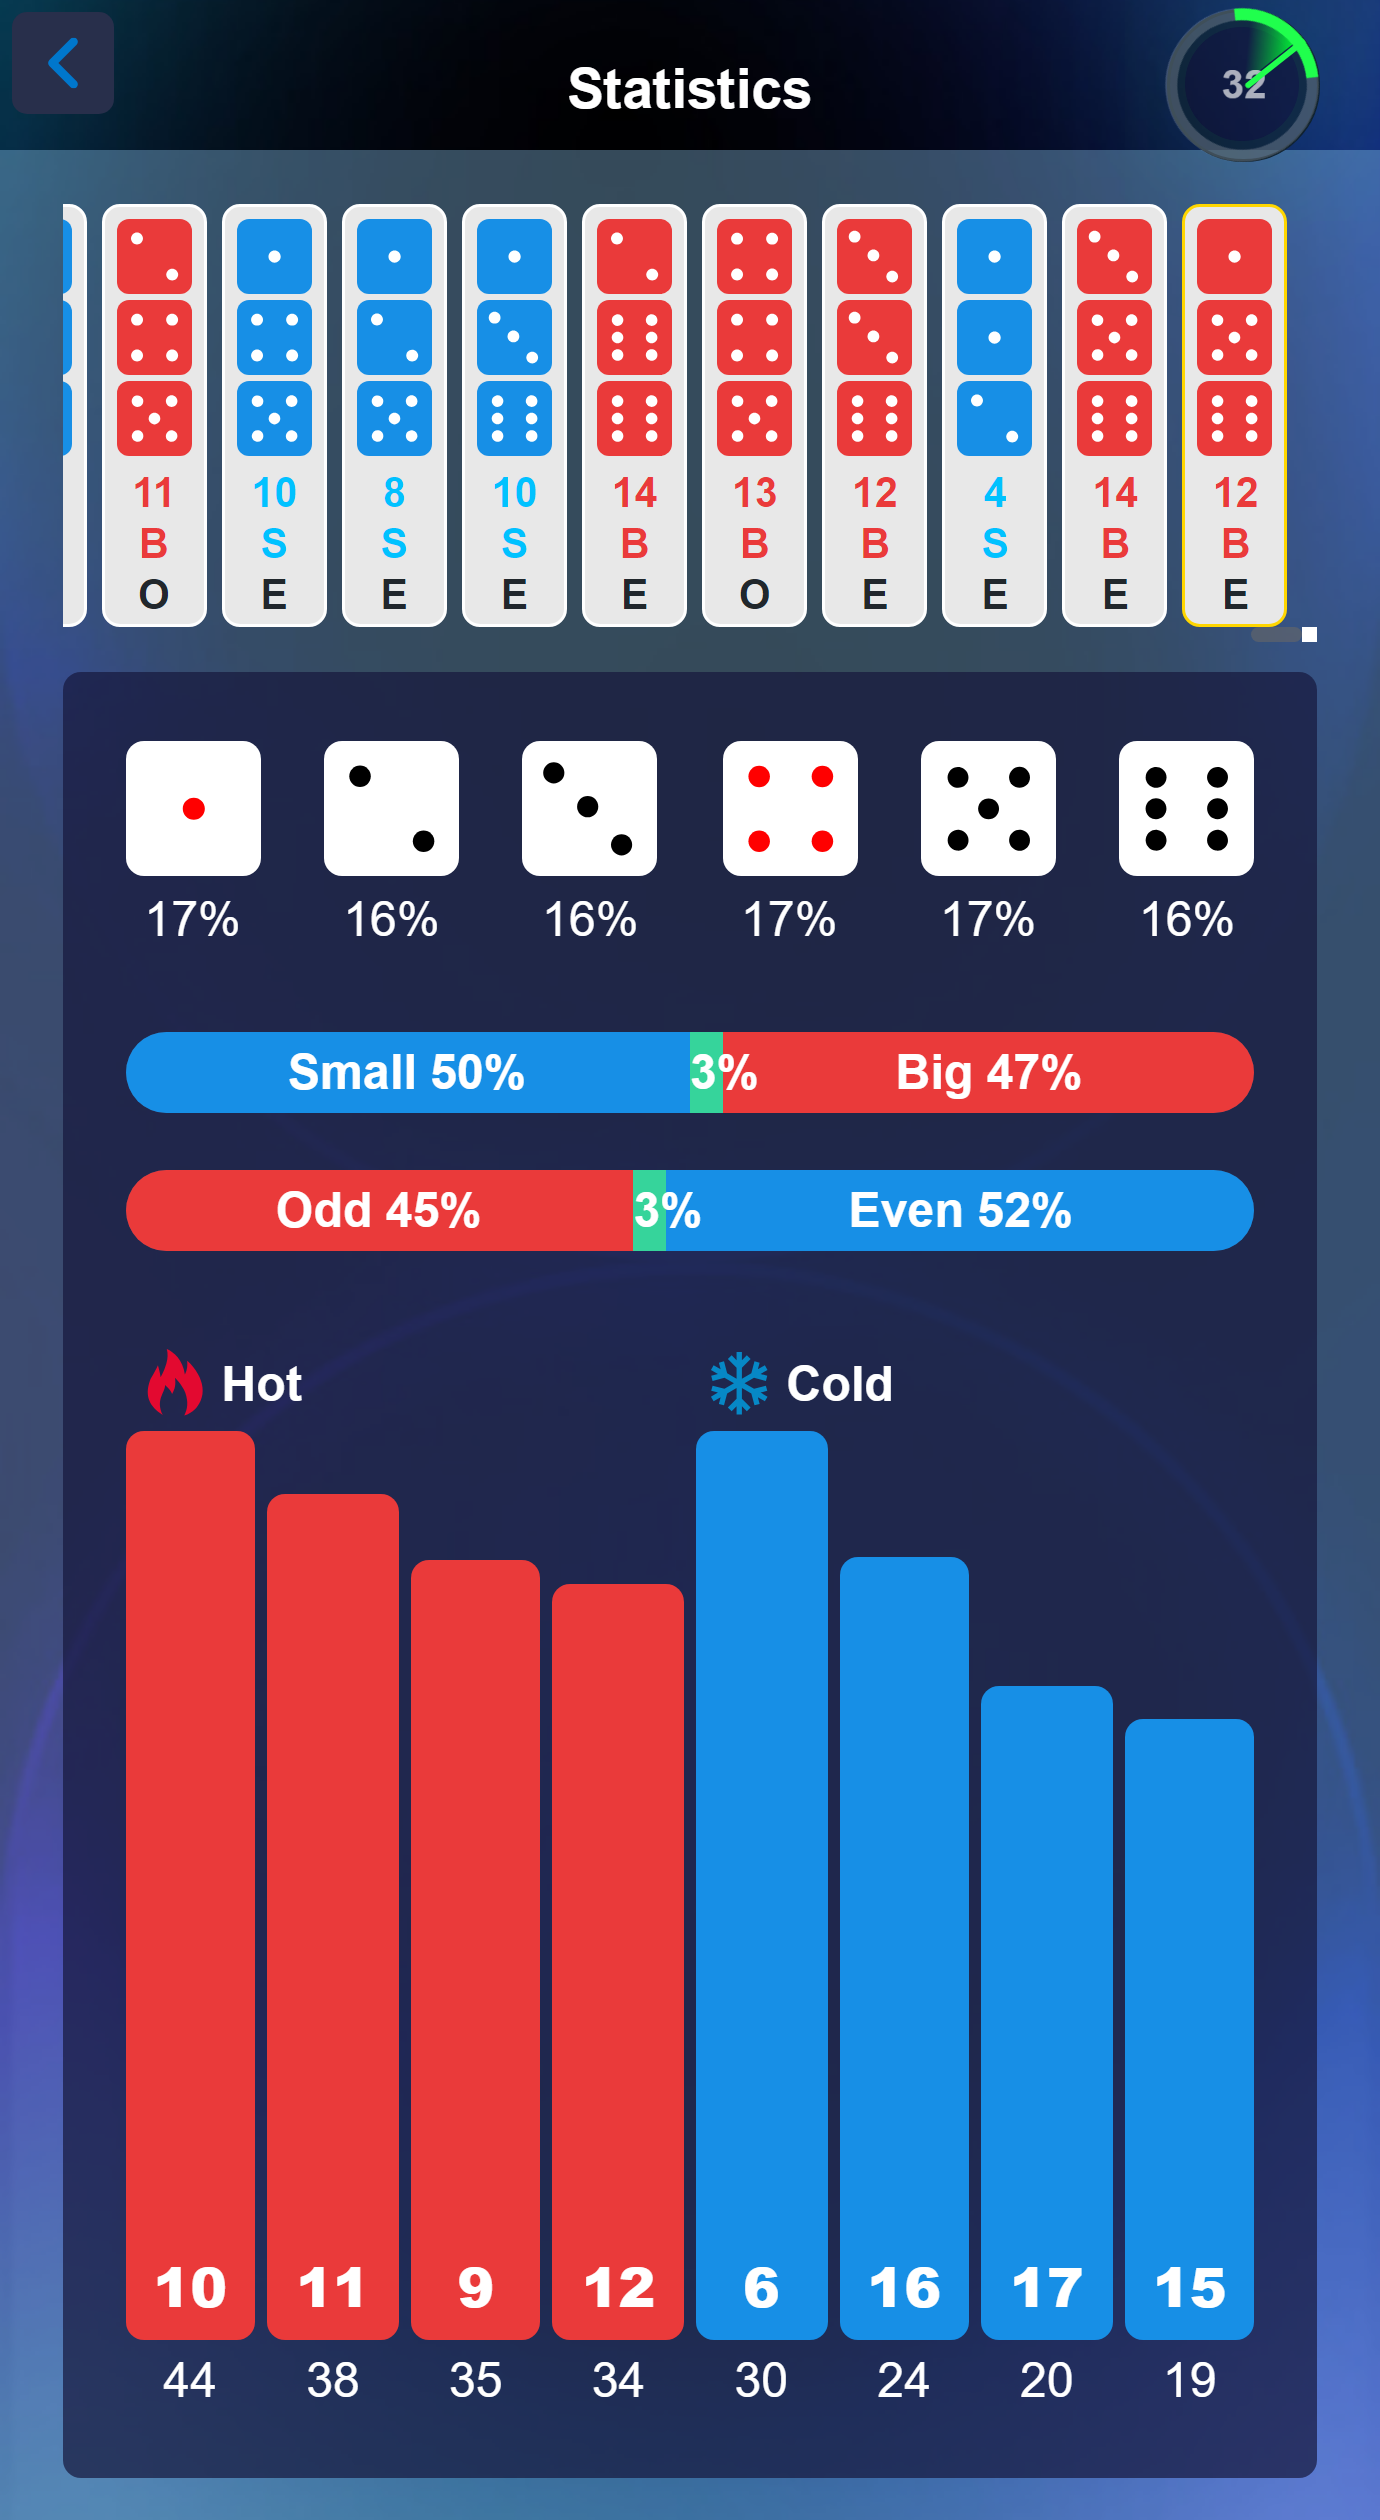 Statistics
32
11 10 8 10 14 13 12 4 14 12
B S S S B B B S B B
O E E E E O E E E E
17% 16% 16% 17% 17% 16%
Small 50% 3% Big 47%
Odd 45% 3% Even 52%
Hot Cold
10 11 9 12 6 16 17 15
44 38 35 34 30 24 20 19